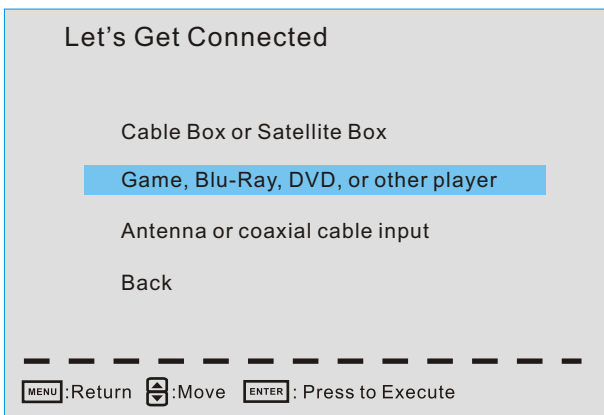 Let's Get Connected
Cable Box or Satellite Box
Game, Blu-Ray, DVD, or other player
Antenna or coaxial cable input
Back
MENU :Return :Move ENTER : Press to Execute